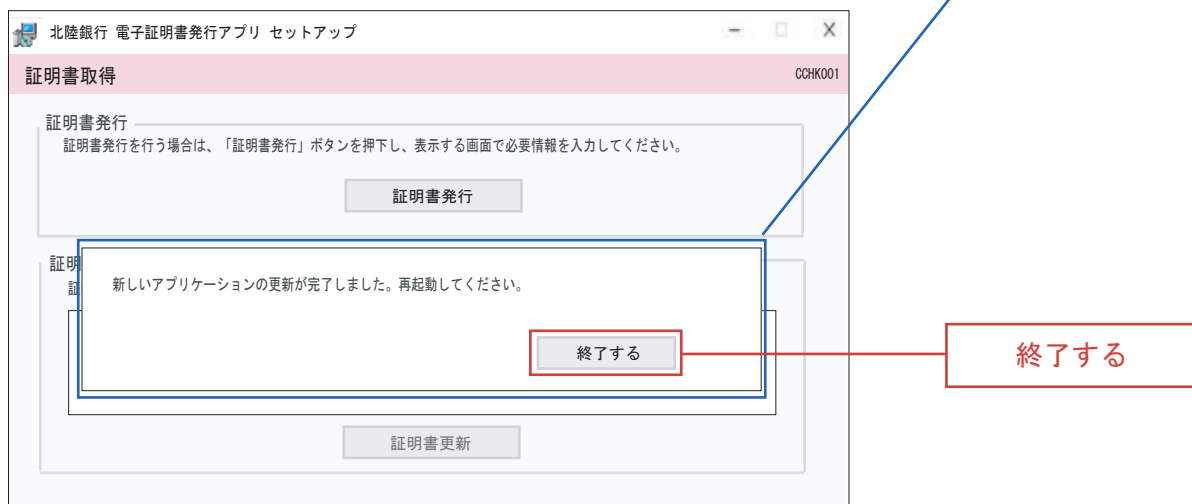 北陸銀行 電子証明書発行アプリ セットアップ
証明書取得
CCHK001
証明書発行
証明書発行を行う場合は、「証明書発行」ボタンを押下し、表示する画面で必要情報を入力してください。
証明書発行
証明
証
新しいアプリケーションの更新が完了しました。再起動してください。
終了する
終了する
証明書更新